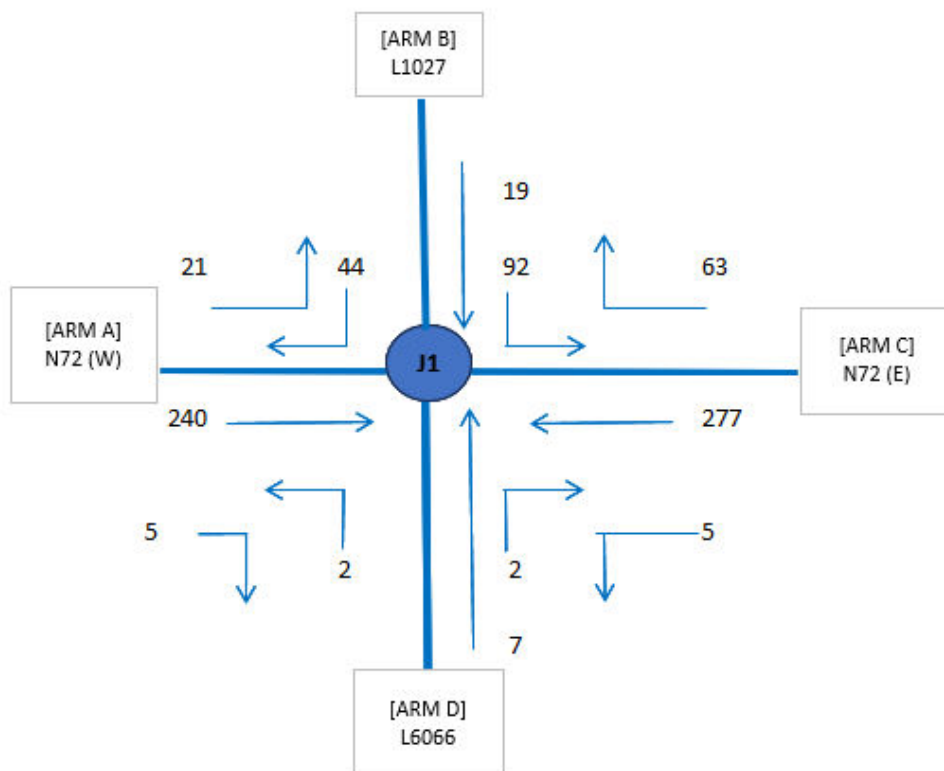 [ARM B]
L1027
19
21
44
92
63
[ARM A]
N72 (W)
J1
[ARM C]
N72 (E)
240
277
5
2
2
5
7
[ARM D]
L6066